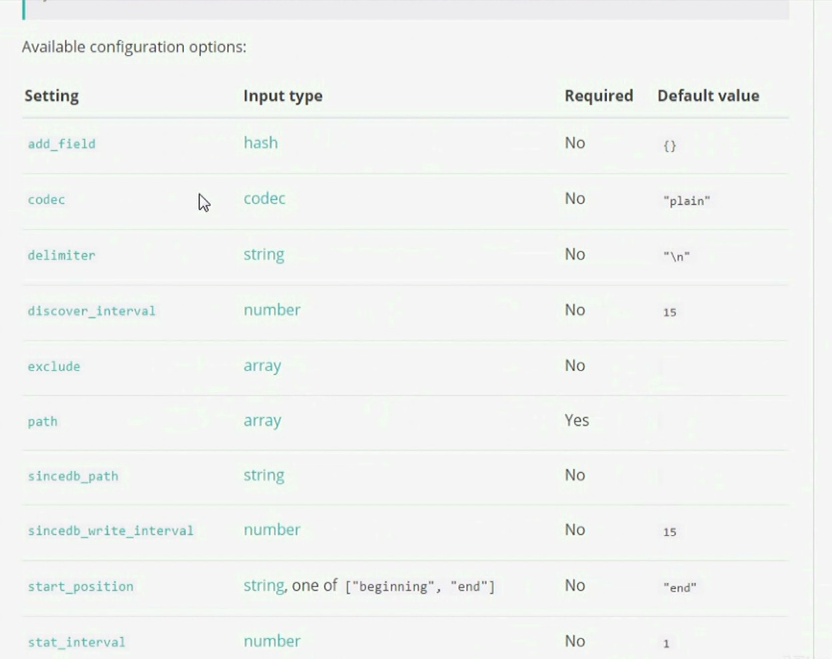 Available configuration options:
Setting Input type Required Default value
add_field hash No {}
codec codec No "plain"
delimiter string No "\n"
discover_interval number No 15
exclude array No
path array Yes
sincedb_path string No
sincedb_write_interval number No 15
start_position string, one of ["beginning", "end"] No "end"
stat_interval number No 1